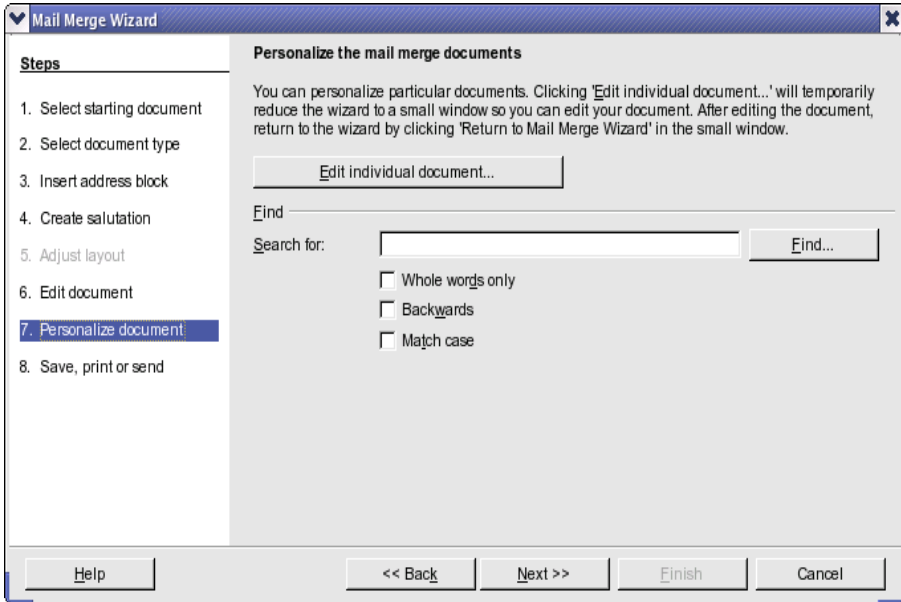 Mail Merge Wizard
Steps
1. Select starting document
2. Select document type
3. Insert address block
4. Create salutation
5. Adjust layout
6. Edit document
7. Personalize document
8. Save, print or send
Personalize the mail merge documents
You can personalize particular documents. Clicking 'Edit individual document...' will temporarily
reduce the wizard to a small window so you can edit your document. After editing the document,
return to the wizard by clicking 'Return to Mail Merge Wizard' in the small window.
Edit individual document...
Find
Search for:
Find...
Whole words only
Backwards
Match case
Help
<< Back
Next >>
Finish
Cancel